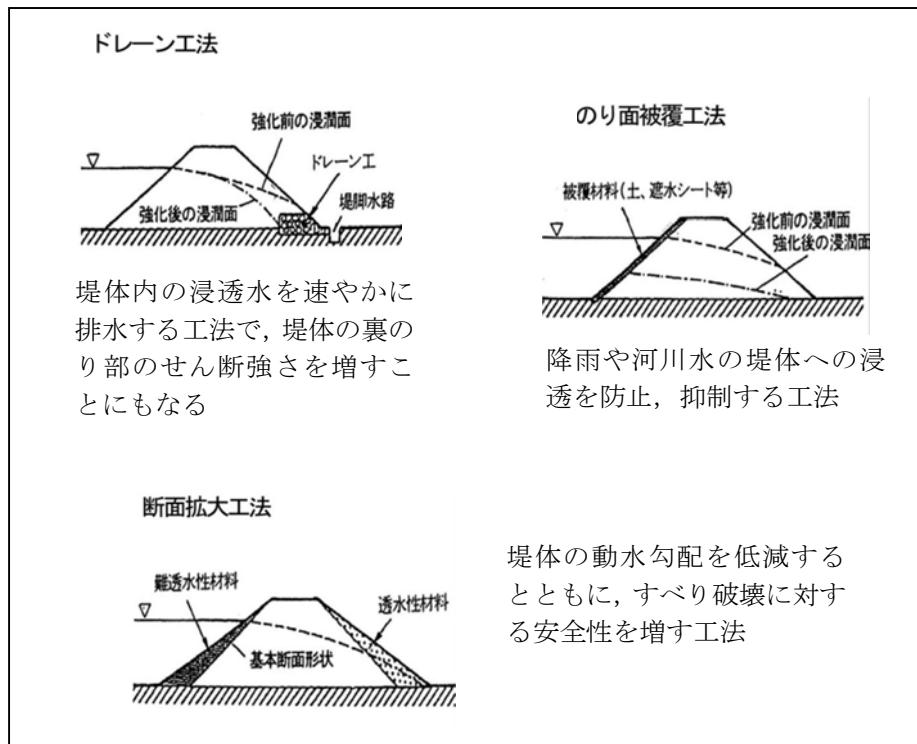 ドレーン工法
強化前の浸潤面
ドレーン工
堤脚水路
強化後の浸潤面
堤体内の浸透水を速やかに
排水する工法で，堤体の裏の
り部のせん断強さを増すこ
とにもなる
のり面被覆工法
被覆材料(土、遮水シート等)
強化前の浸潤面
強化後の浸潤面
降雨や河川水の堤体への浸
透を防止，抑制する工法
断面拡大工法
難透水性材料
透水性材料
基本断面形状
堤体の動水勾配を低減する
とともに，すべり破壊に対す
る安全性を増す工法